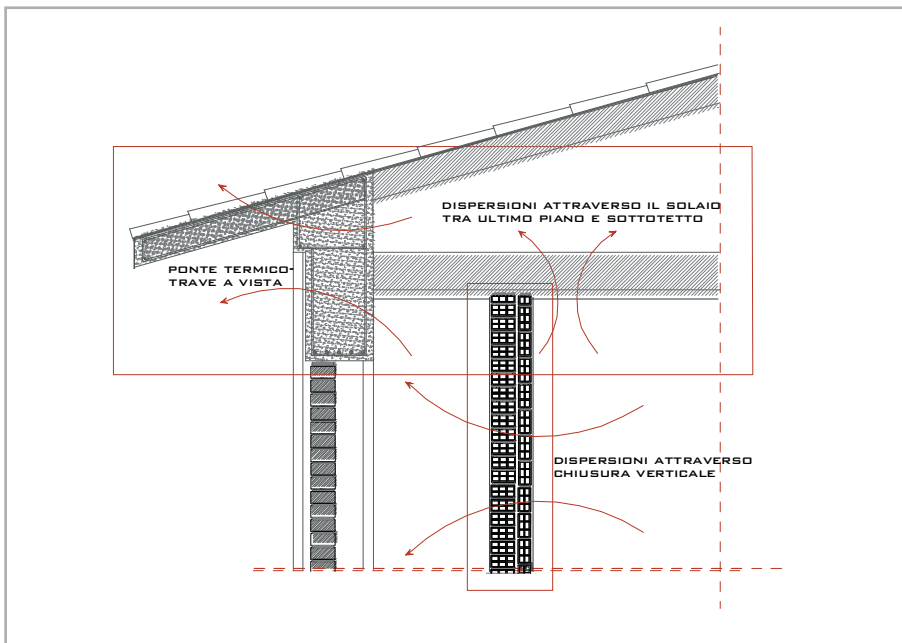 DISPERSIONI ATTRAVERSO IL SOLAIO
TRA ULTIMO PIANO E SOTTOTETTO
PONTE TERMICO-
TRAVE A VISTA
DISPERSIONI ATTRAVERSO
CHIUSURA VERTICALE